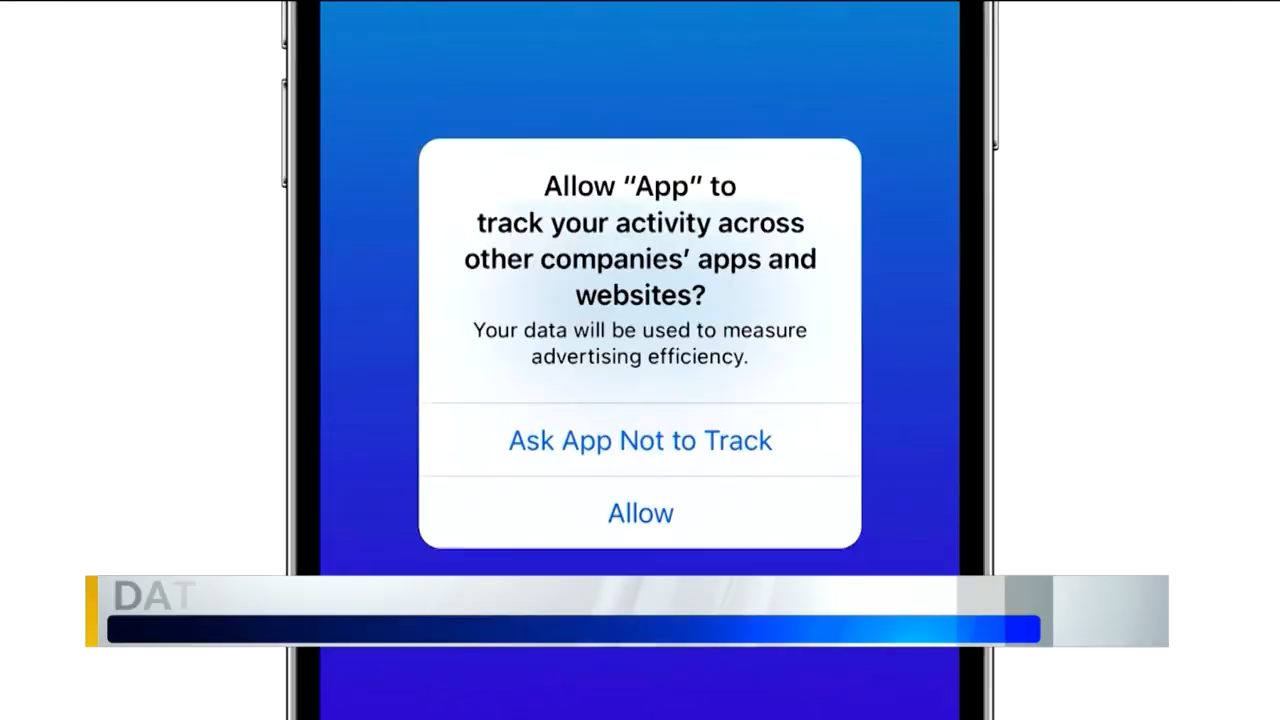 Allow “App” to
track your activity across
other companies’ apps and
websites?
Your data will be used to measure
advertising efficiency.
Ask App Not to Track
Allow
DAT